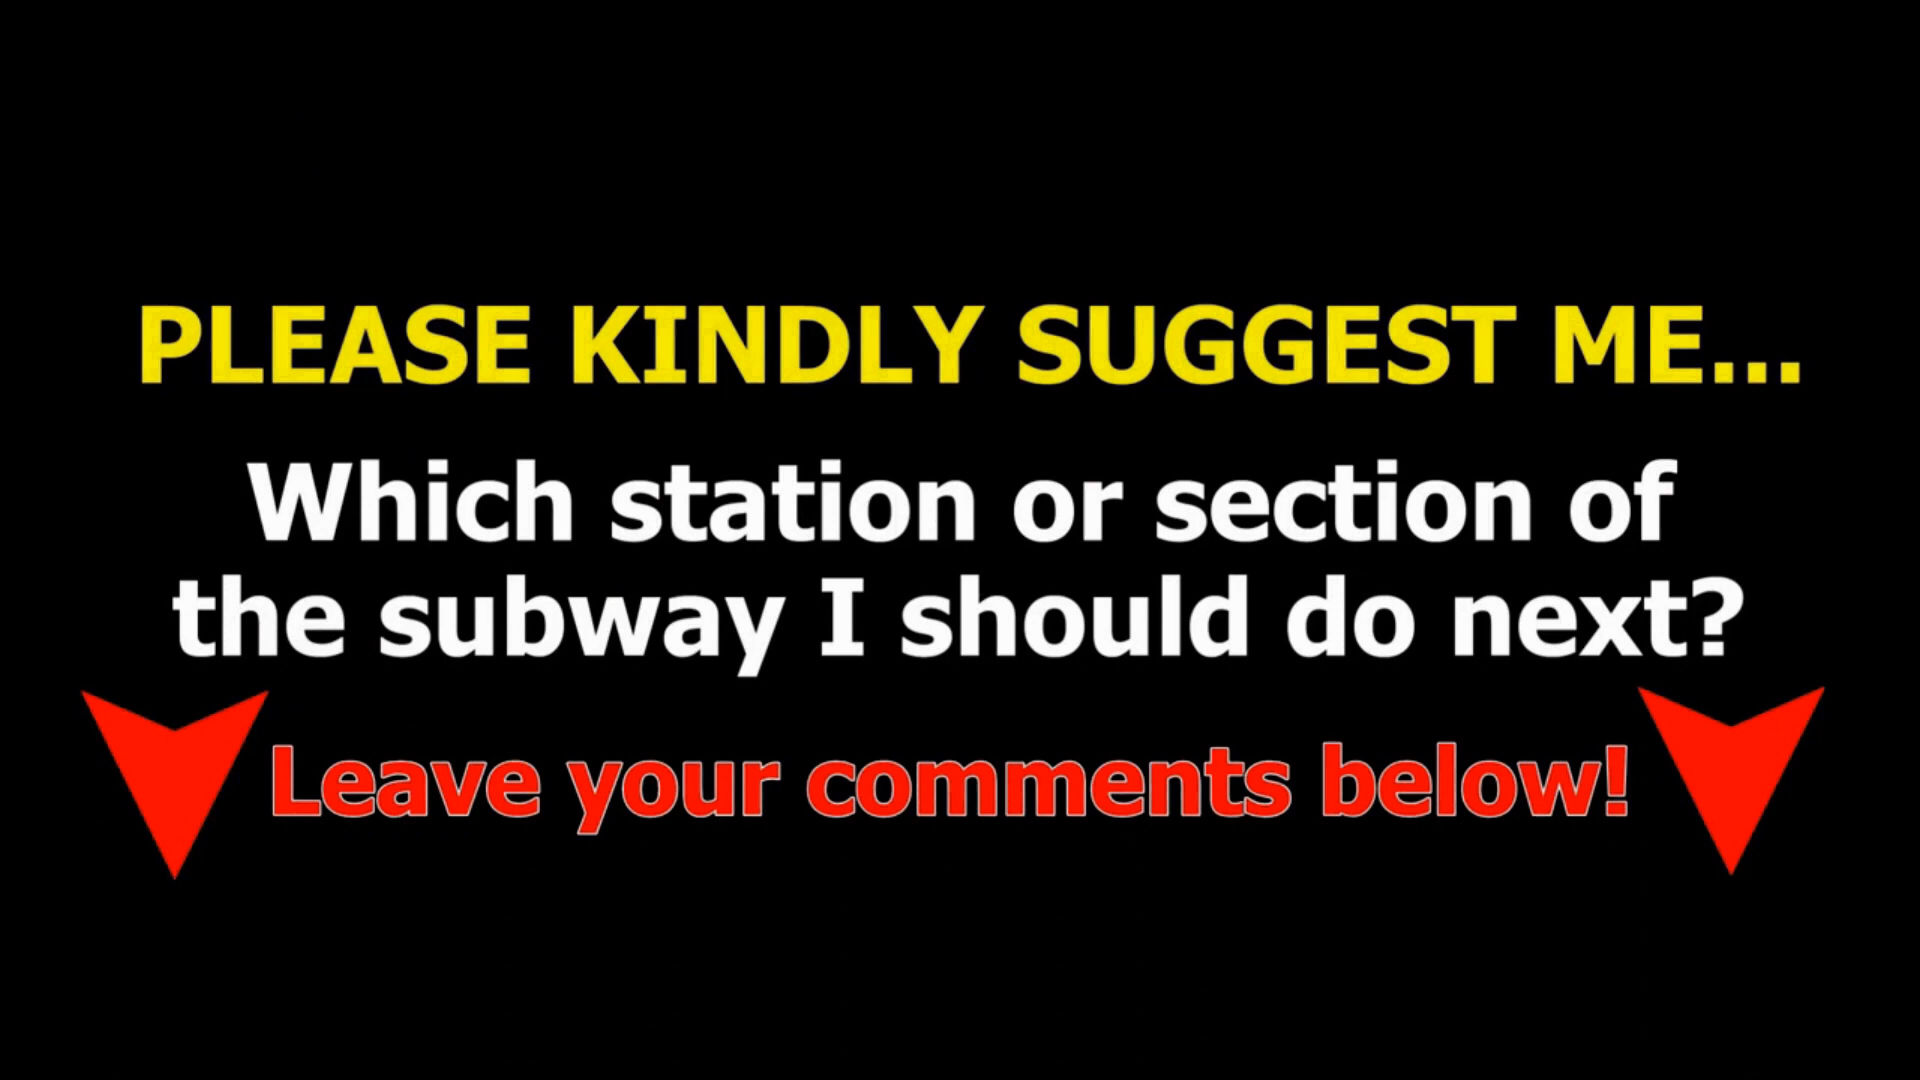 PLEASE KINDLY SUGGEST ME...
Which station or section of
the subway I should do next?
Leave your comments below!